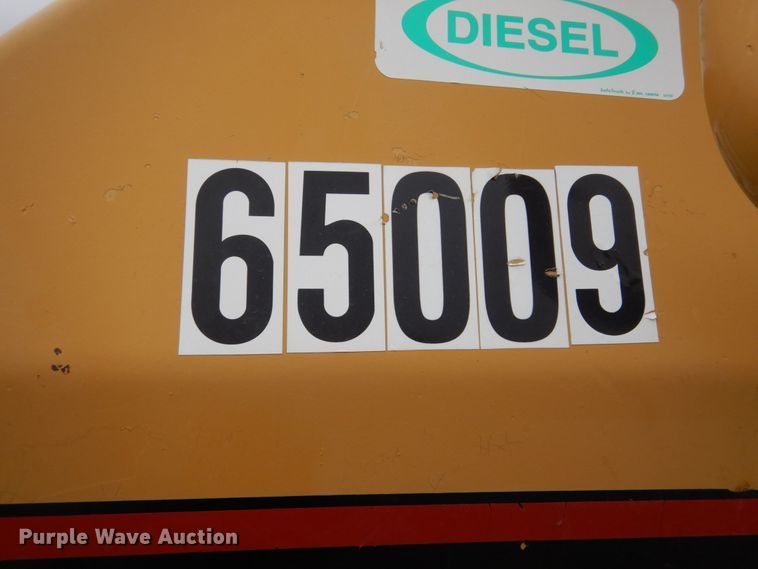 DIESEL
65009
Purple Wave Auction